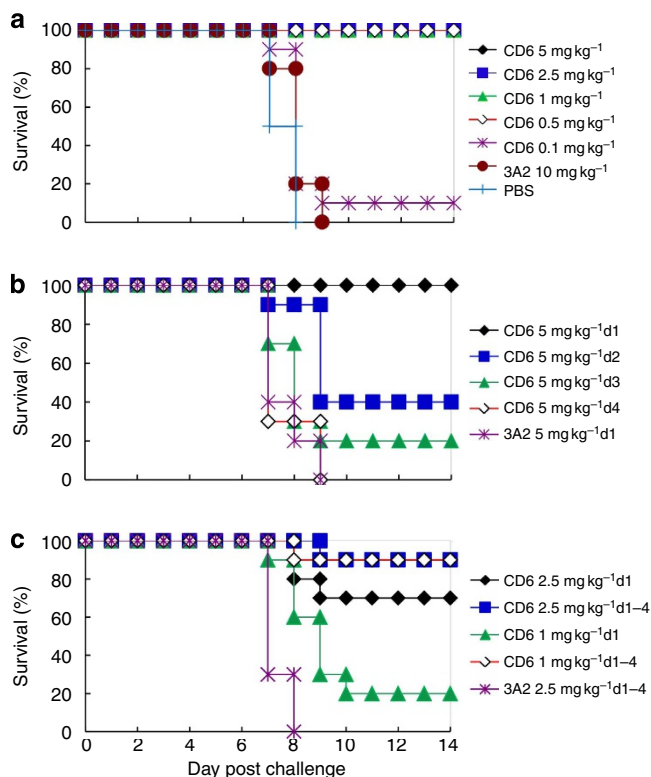 a
Survival (%)
100
80
60
40
20
0
CD6 5 mg kg⁻¹
CD6 2.5 mg kg⁻¹
CD6 1 mg kg⁻¹
CD6 0.5 mg kg⁻¹
CD6 0.1 mg kg⁻¹
3A2 10 mg kg⁻¹
PBS
b
Survival (%)
100
80
60
40
20
0
CD6 5 mg kg⁻¹d1
CD6 5 mg kg⁻¹d2
CD6 5 mg kg⁻¹d3
CD6 5 mg kg⁻¹d4
3A2 5 mg kg⁻¹d1
c
Survival (%)
100
80
60
40
20
0
0 2 4 6 8 10 12 14
Day post challenge
CD6 2.5 mg kg⁻¹d1
CD6 2.5 mg kg⁻¹d1–4
CD6 1 mg kg⁻¹d1
CD6 1 mg kg⁻¹d1–4
3A2 2.5 mg kg⁻¹d1–4